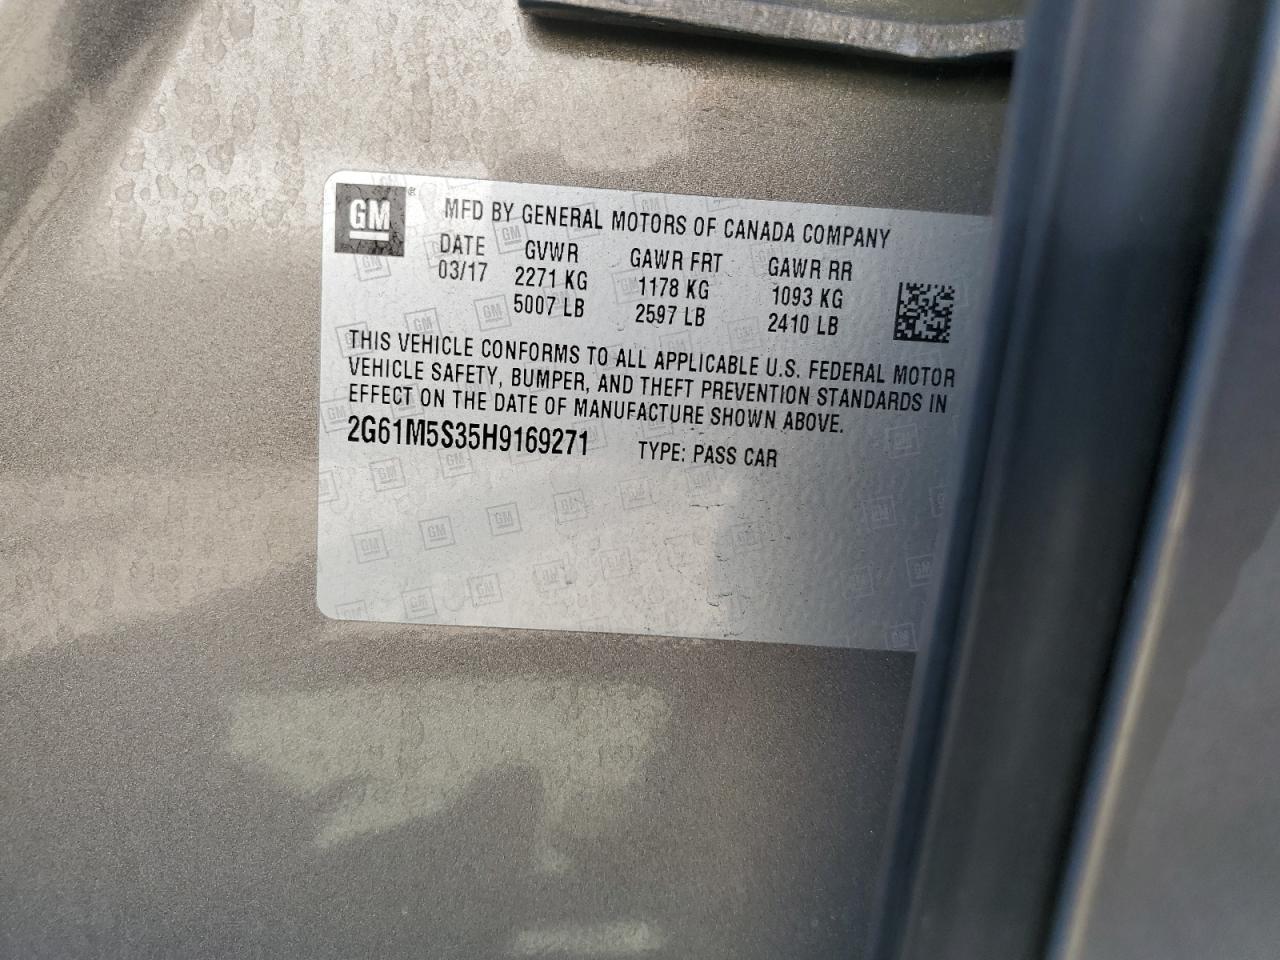 GM®
MFD BY GENERAL MOTORS OF CANADA COMPANY
DATE GVWR GAWR FRT GAWR RR
03/17 2271 KG 1178 KG 1093 KG
5007 LB 2597 LB 2410 LB
THIS VEHICLE CONFORMS TO ALL APPLICABLE U.S. FEDERAL MOTOR
VEHICLE SAFETY, BUMPER, AND THEFT PREVENTION STANDARDS IN
EFFECT ON THE DATE OF MANUFACTURE SHOWN ABOVE.
2G61M5S35H9169271 TYPE: PASS CAR